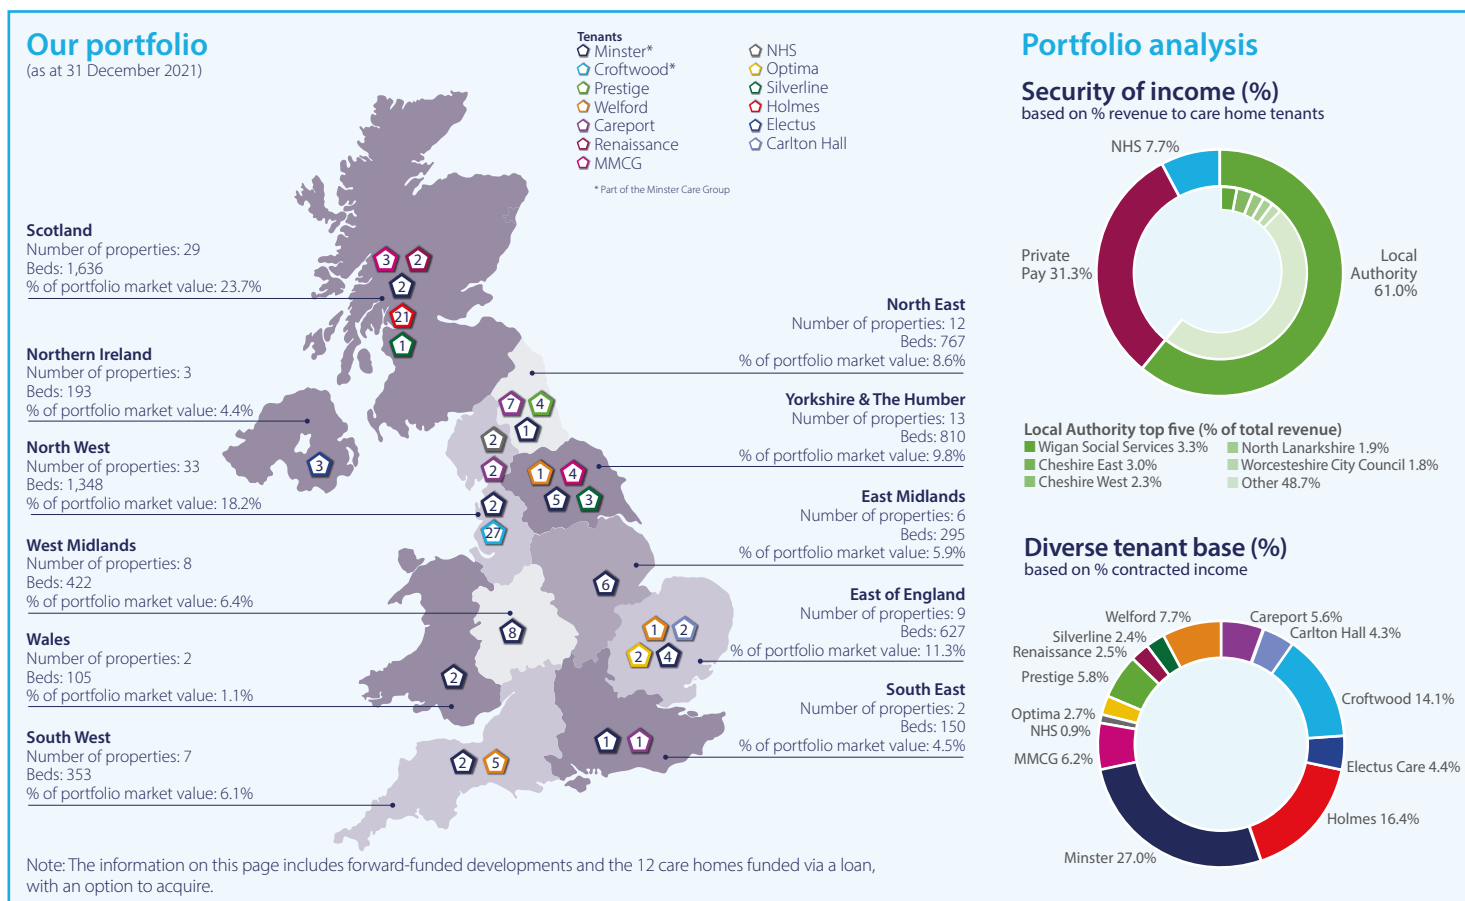 Our portfolio
(as at 31 December 2021)
Tenants
Minster*
Croftwood*
Prestige
Welford
Careport
Renaissance
MMCG
NHS
Optima
Silverline
Holmes
Electus
Carlton Hall
* Part of the Minster Care Group
Scotland
Number of properties: 29
Beds: 1,636
% of portfolio market value: 23.7%
Northern Ireland
Number of properties: 3
Beds: 193
% of portfolio market value: 4.4%
North West
Number of properties: 33
Beds: 1,348
% of portfolio market value: 18.2%
West Midlands
Number of properties: 8
Beds: 422
% of portfolio market value: 6.4%
Wales
Number of properties: 2
Beds: 105
% of portfolio market value: 1.1%
South West
Number of properties: 7
Beds: 353
% of portfolio market value: 6.1%
3
2
2
21
1
7
4
1
2
2
2
27
3
1
4
5
3
6
8
1
2
2
4
2
1
1
2
5
North East
Number of properties: 12
Beds: 767
% of portfolio market value: 8.6%
Yorkshire & The Humber
Number of properties: 13
Beds: 810
% of portfolio market value: 9.8%
East Midlands
Number of properties: 6
Beds: 295
% of portfolio market value: 5.9%
East of England
Number of properties: 9
Beds: 627
% of portfolio market value: 11.3%
South East
Number of properties: 2
Beds: 150
% of portfolio market value: 4.5%
Note: The information on this page includes forward-funded developments and the 12 care homes funded via a loan,
with an option to acquire.
Portfolio analysis
Security of income (%)
based on % revenue to care home tenants
NHS 7.7%
Private
Pay 31.3%
Local
Authority
61.0%
Local Authority top five (% of total revenue)
Wigan Social Services 3.3%
Cheshire East 3.0%
Cheshire West 2.3%
North Lanarkshire 1.9%
Worcesteshire City Council 1.8%
Other 48.7%
Diverse tenant base (%)
based on % contracted income
Welford 7.7%
Careport 5.6%
Silverline 2.4%
Carlton Hall 4.3%
Renaissance 2.5%
Prestige 5.8%
Croftwood 14.1%
Optima 2.7%
NHS 0.9%
MMCG 6.2%
Electus Care 4.4%
Holmes 16.4%
Minster 27.0%